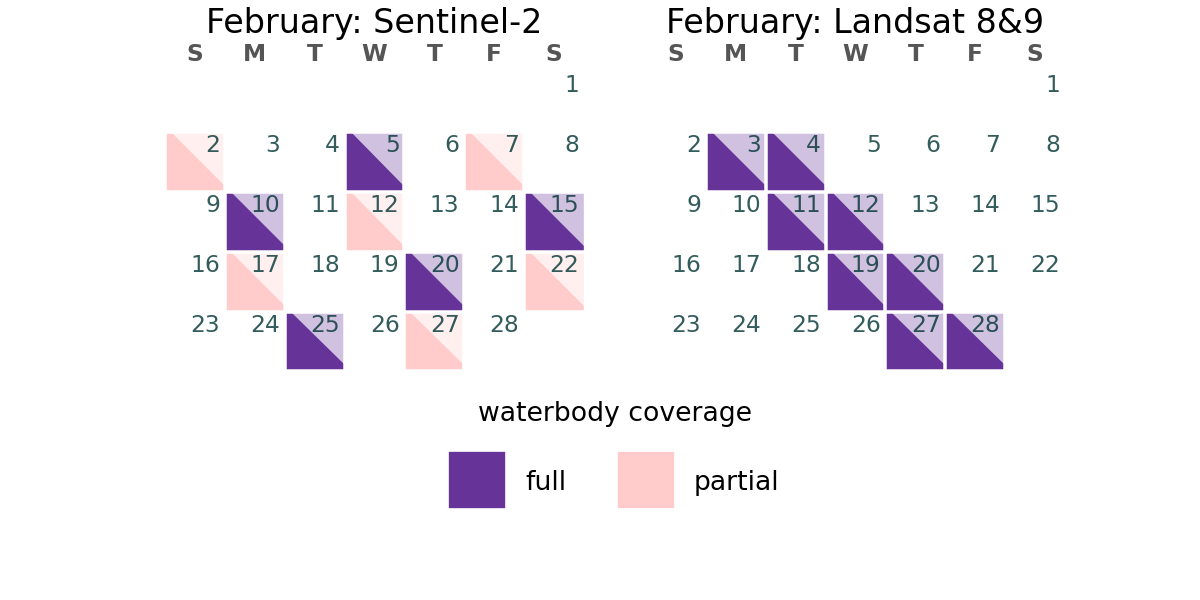 February: Sentinel-2
S M T W T F S
1
2 3 4 5 6 7 8
9 10 11 12 13 14 15
16 17 18 19 20 21 22
23 24 25 26 27 28
February: Landsat 8&9
S M T W T F S
1
2 3 4 5 6 7 8
9 10 11 12 13 14 15
16 17 18 19 20 21 22
23 24 25 26 27 28
waterbody coverage
full partial